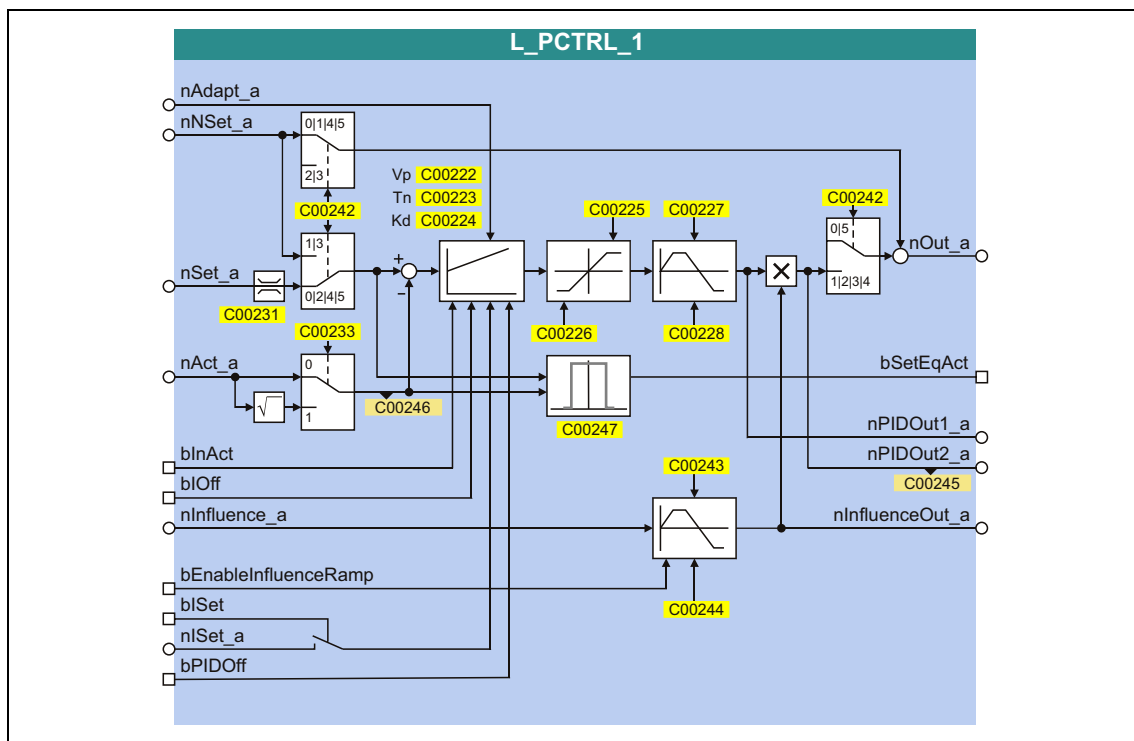 L_PCTRL_1
nAdapt_a
nNSet_a
0|1|4|5
2|3
C00242
Vp C00222
Tn C00223
Kd C00224
C00225
C00227
C00242
0|5
1|2|3|4
nOut_a
nSet_a
C00231
1|3
0|2|4|5
+
−
C00226
C00228
×
C00233
nAct_a
0
1
√
C00246
C00247
bSetEqAct
nPIDOut1_a
nPIDOut2_a
C00245
bInAct
bIOff
nInfluence_a
C00243
nInfluenceOut_a
bEnableInfluenceRamp
C00244
bISet
nISet_a
bPIDOff